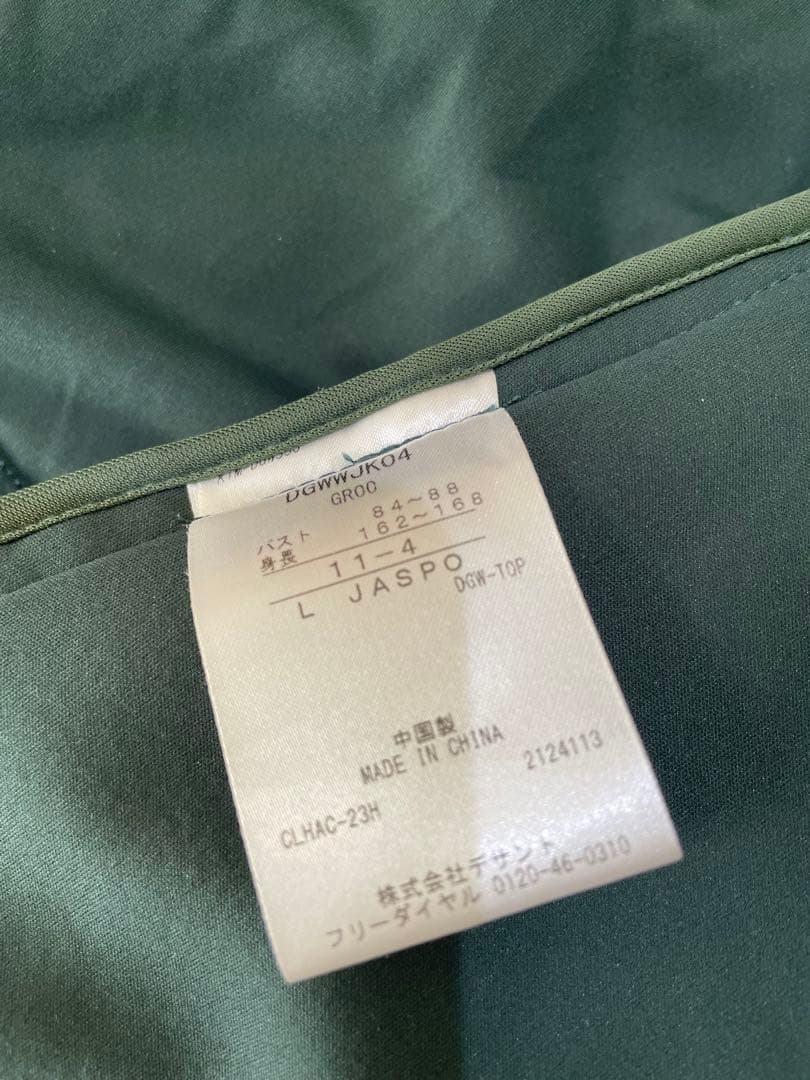 DGWWJK04
GR00
バスト 84～88
身長 162～168
11-4
L JASPO
DGW-TOP
中国製
MADE IN CHINA
2124113
CLHAC-23H
株式会社デサント
フリーダイヤル 0120-46-0310